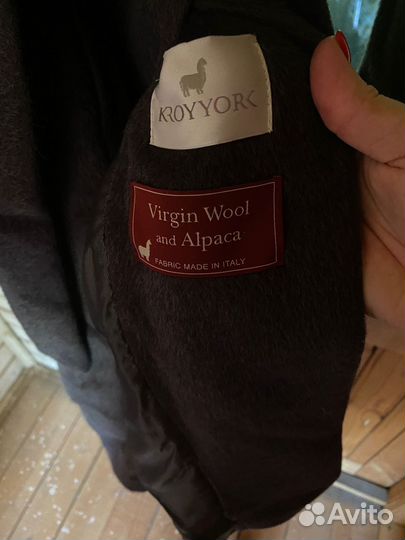 KROYYORK
Virgin Wool
and Alpaca
FABRIC MADE IN ITALY
Avito